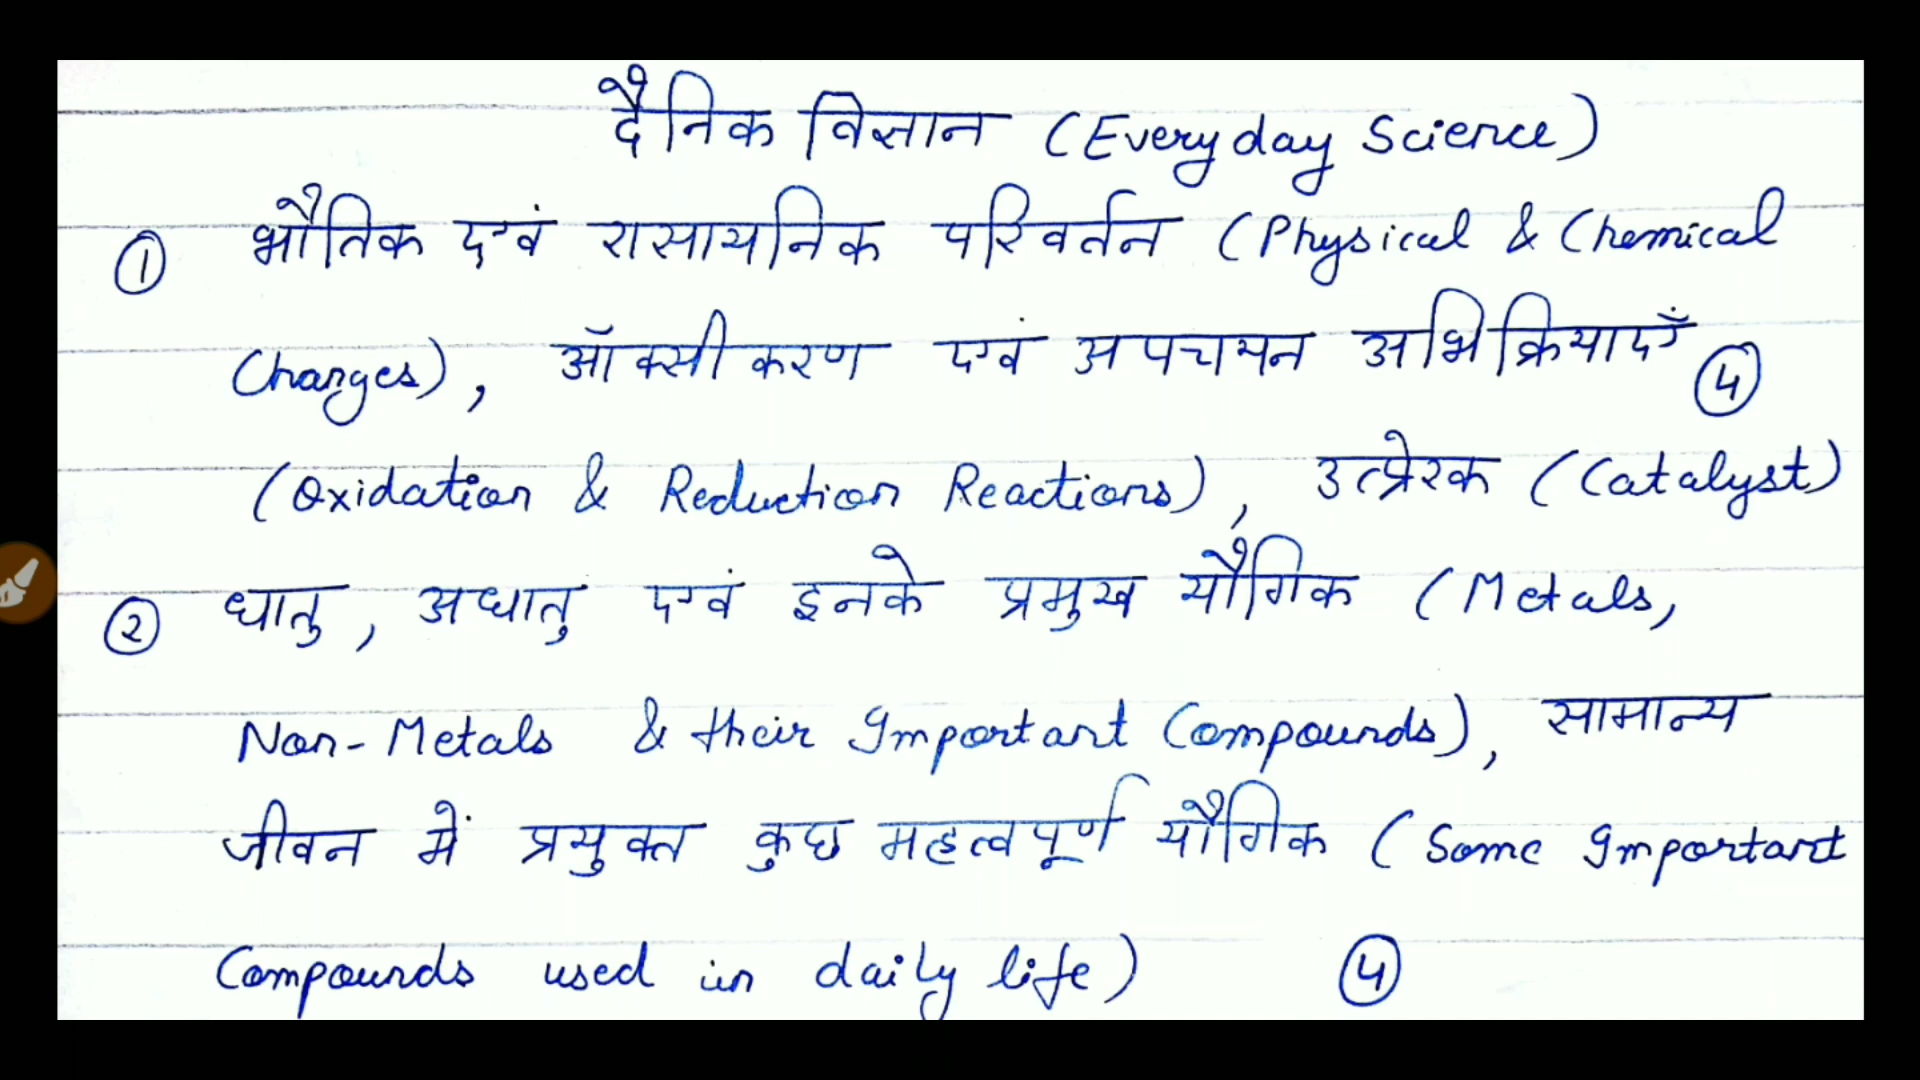 दैनिक विज्ञान (Everyday Science)
① भौतिक एवं रासायनिक परिवर्तन (Physical & Chemical
Changes), ऑक्सीकरण एवं अपचयन अभिक्रियाएँ ④
(Oxidation & Reduction Reactions), उत्प्रेरक (Catalyst)
② धातु, अधातु एवं इनके प्रमुख यौगिक (Metals,
Non-Metals & their Important Compounds), सामान्य
जीवन में प्रयुक्त कुछ महत्वपूर्ण यौगिक (Some Important
Compounds used in daily life) ④